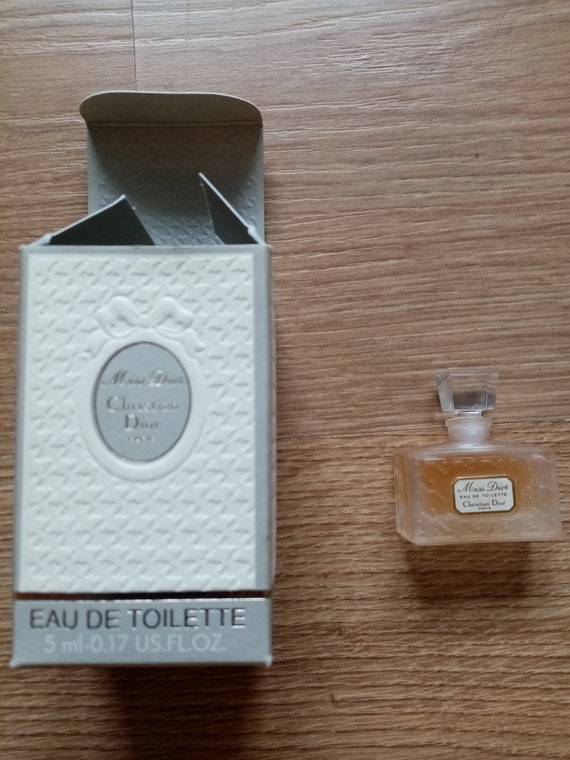 Miss Dior
Christian
Dior
PARIS
EAU DE TOILETTE
5 ml-0.17 US.FL.OZ.
Miss Dior
EAU DE TOILETTE
Christian Dior
PARIS